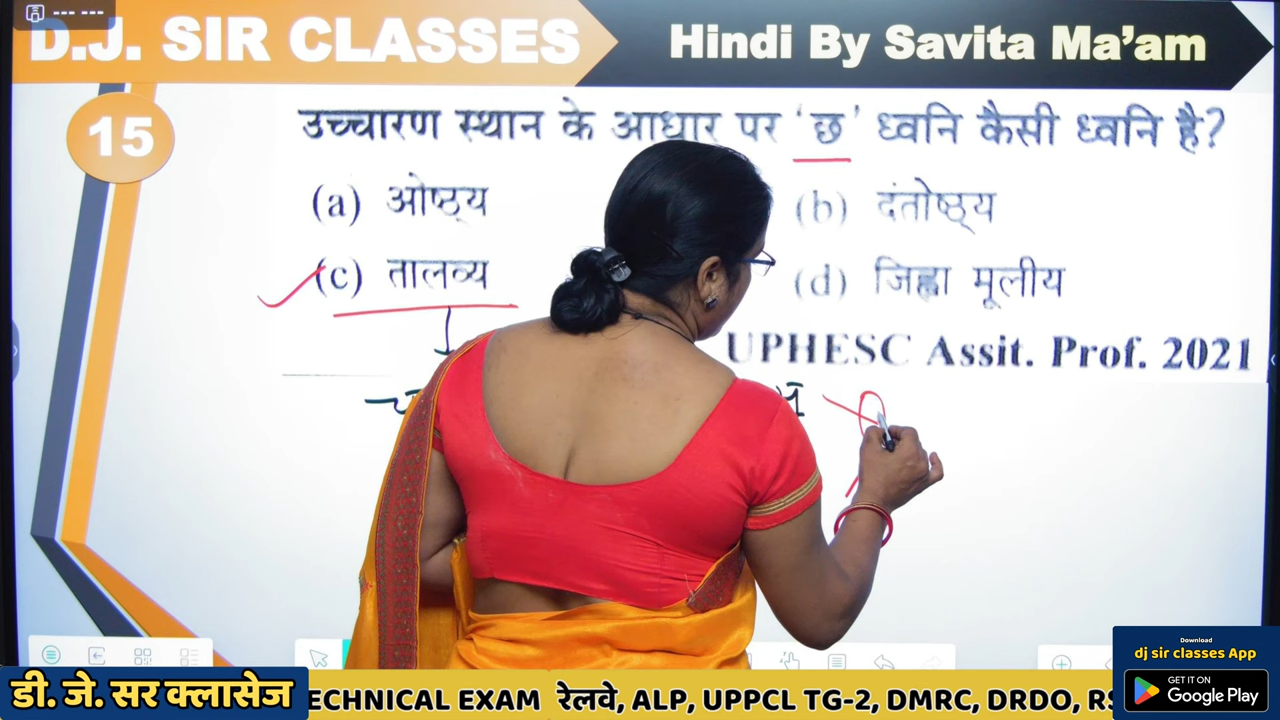 D.J. SIR CLASSES
Hindi By Savita Ma’am
15
उच्चारण स्थान के आधार पर ‘छ’ ध्वनि कैसी ध्वनि है?
(a) ओष्ठ्य
(b) दंतोष्ठ्य
(c) तालव्य
(d) जिह्वा मूलीय
UPHESC Assit. Prof. 2021
डी. जे. सर क्लासेज
ECHNICAL EXAM रेलवे, ALP, UPPCL TG-2, DMRC, DRDO, RS
Download
dj sir classes App
GET IT ON
Google Play